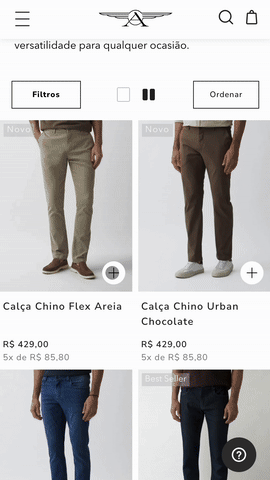 versatilidade para qualquer ocasião.
Filtros
Ordenar
Novo
Novo
Calça Chino Flex Areia
R$ 429,00
5x de R$ 85,80
Calça Chino Urban
Chocolate
R$ 429,00
5x de R$ 85,80
Best Seller